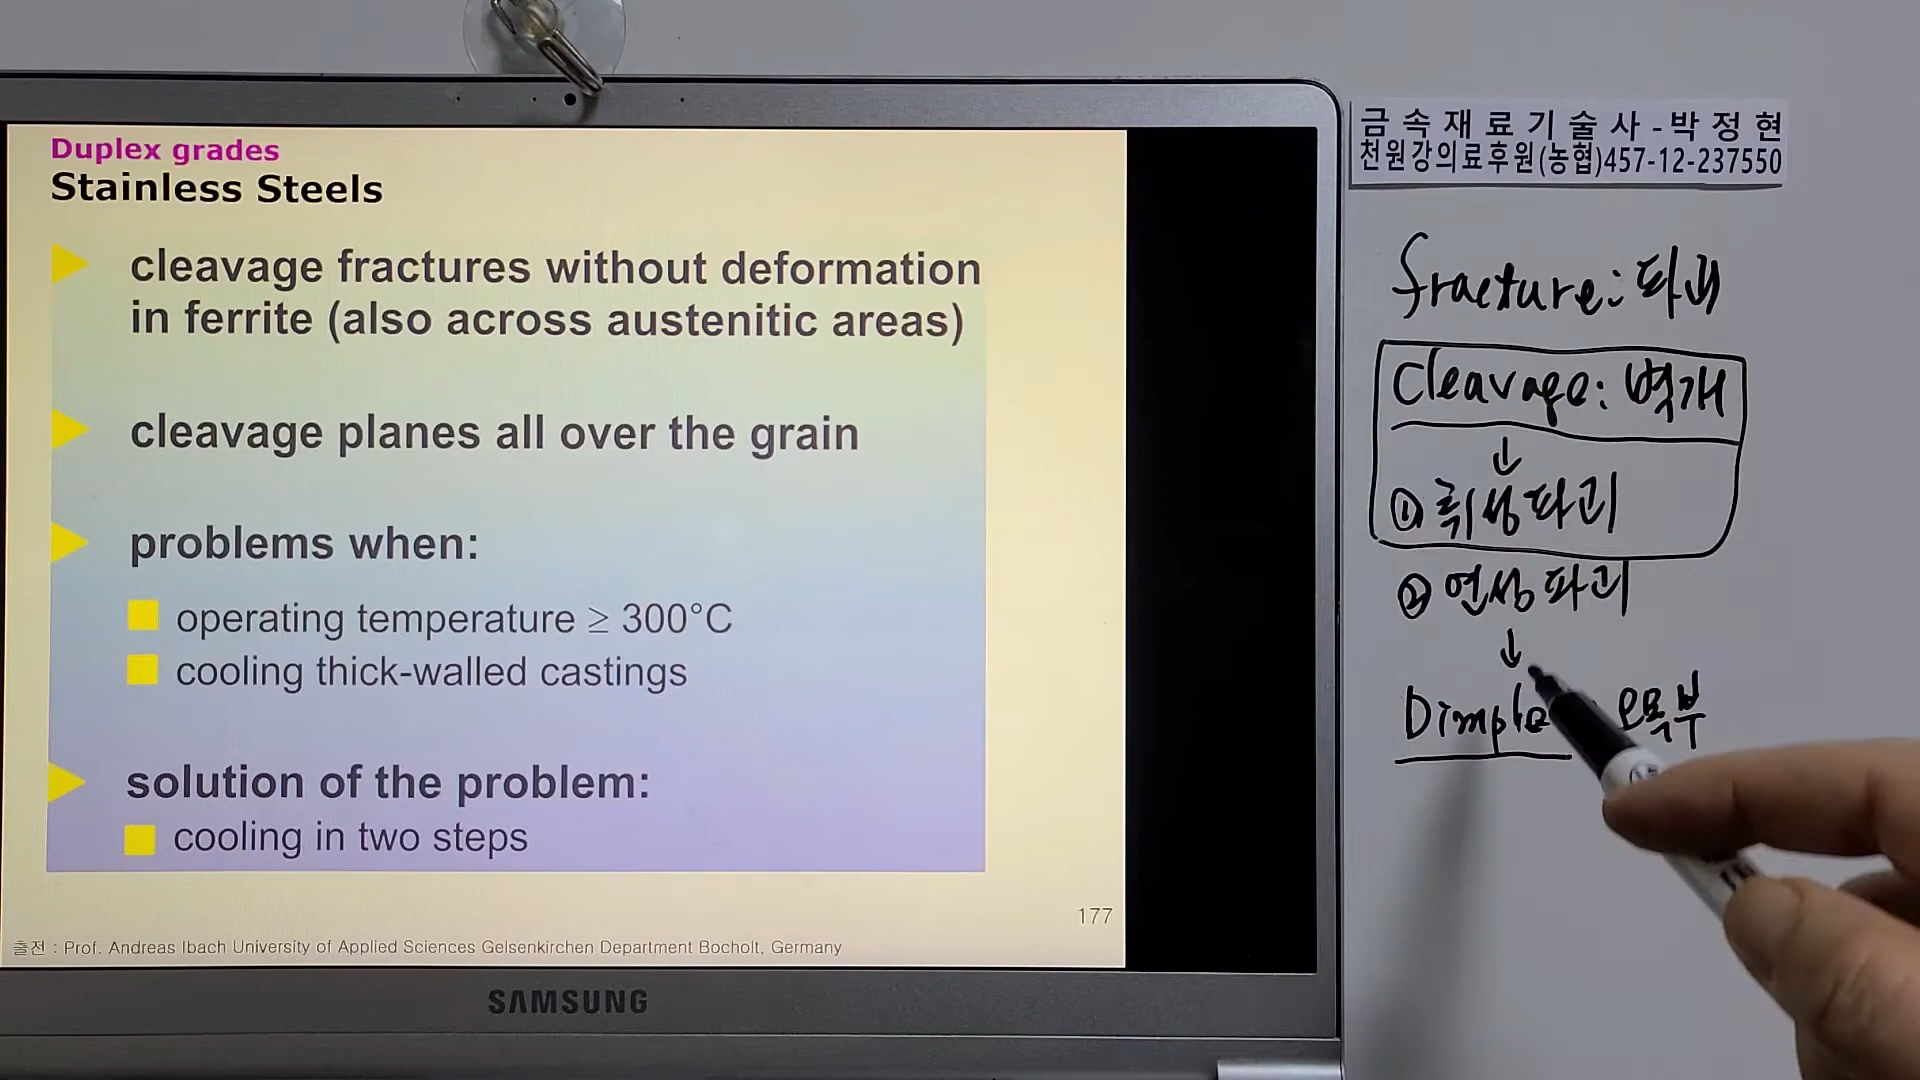 Duplex grades
Stainless Steels
cleavage fractures without deformation
in ferrite (also across austenitic areas)
cleavage planes all over the grain
problems when:
operating temperature ≥ 300°C
cooling thick-walled castings
solution of the problem:
cooling in two steps
177
출전 : Prof. Andreas Ibach University of Applied Sciences Gelsenkirchen Department Bocholt, Germany
SAMSUNG
금속재료기술사-박정현
천원강의료후원(농협)457-12-237550
fracture: 파괴
Cleavage:벽개
↓
① 취성파괴
② 연성파괴
↓
Dimple 오목부